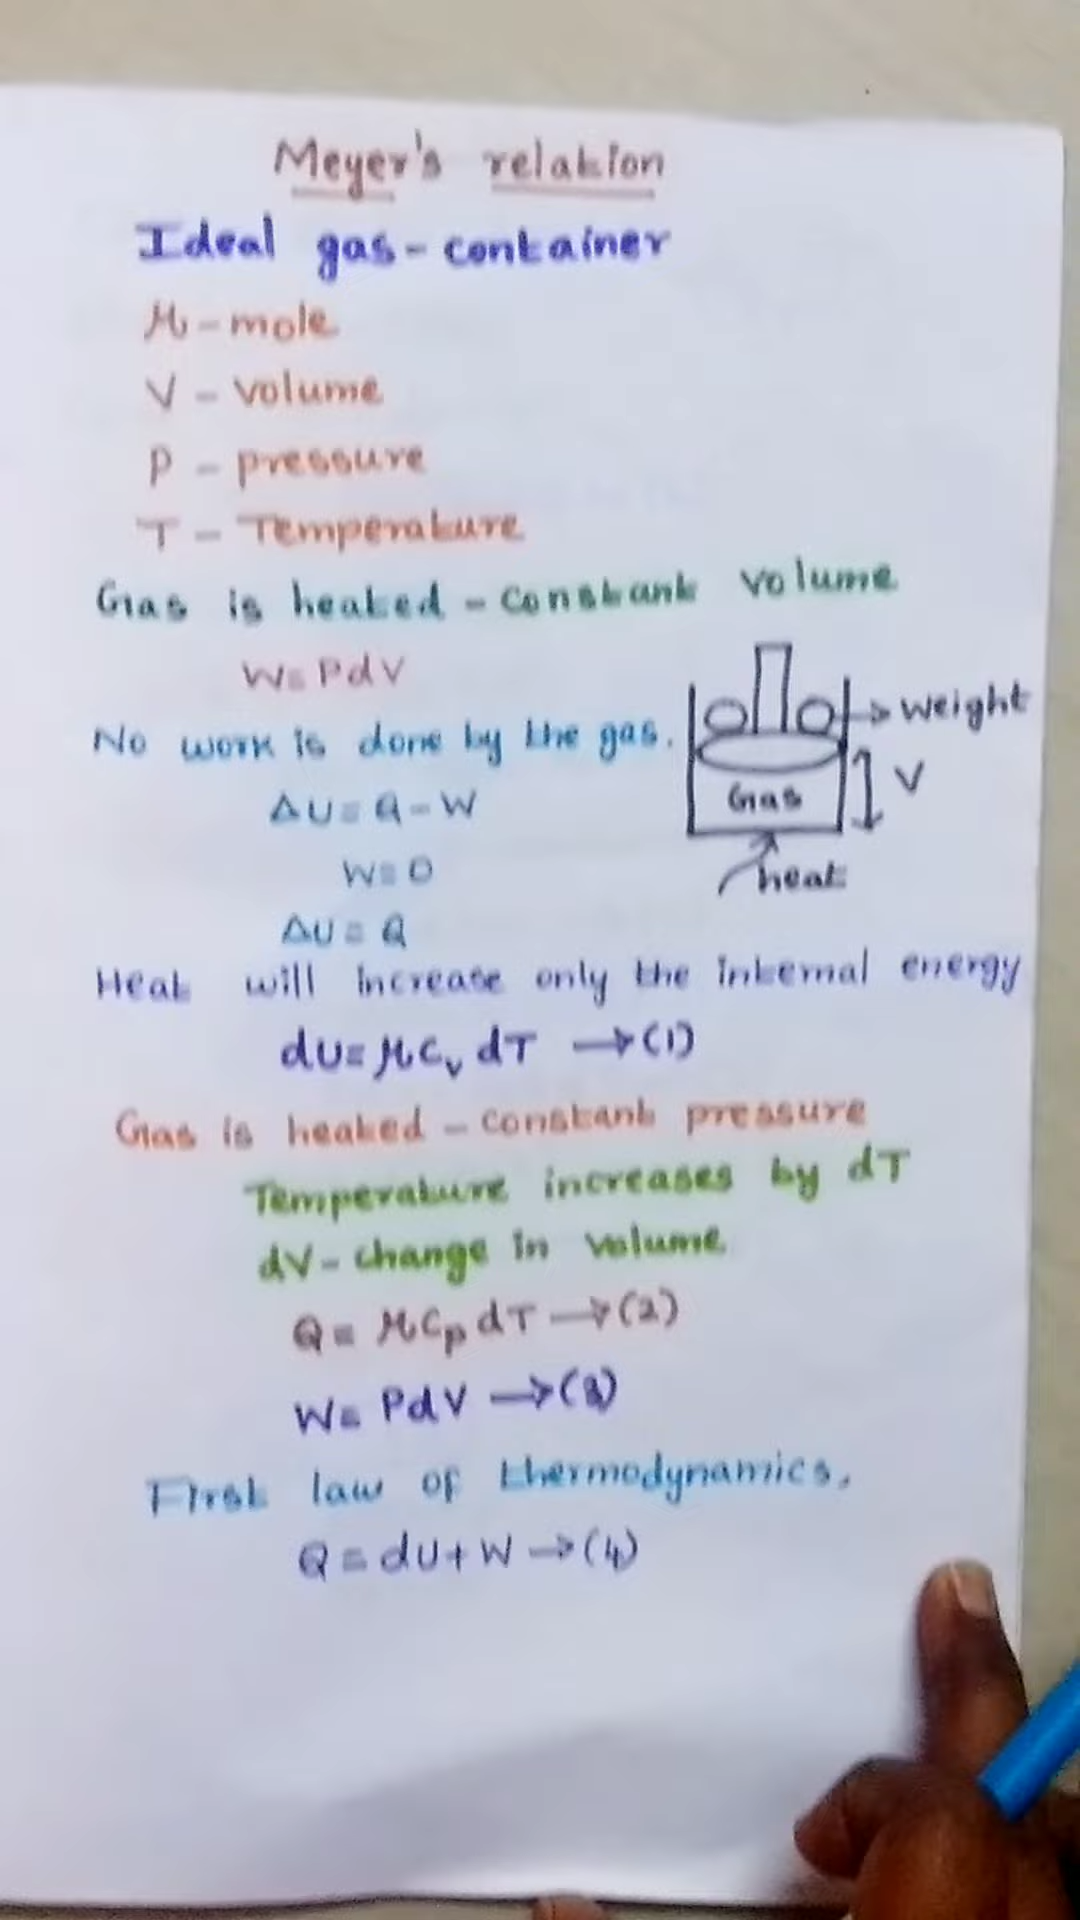 Meyer's relation
Ideal gas - container
μ - mole
V - volume
P - pressure
T - Temperature
Gas is heated - constant volume
W = PdV
No work is done by the gas.
ΔU = Q - W
W = 0
ΔU = Q
Weight
V
Gas
heat
Heat will increase only the internal energy
dU = μCv dT → (1)
Gas is heated - constant pressure
Temperature increases by dT
dV - change in volume
Q = μCp dT → (2)
W = PdV → (3)
First law of thermodynamics,
Q = dU + W → (4)